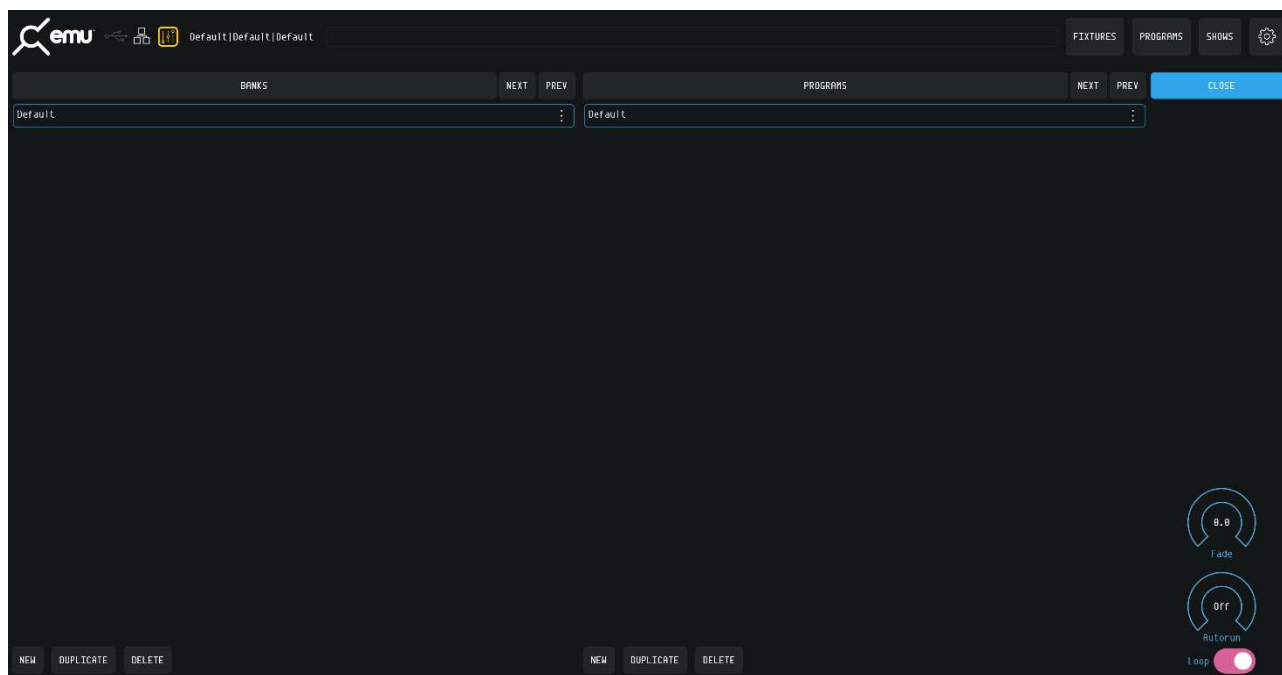 emu Default|Default|Default FIXTURES PROGRAMS SHOWS
BANKS NEXT PREV PROGRAMS NEXT PREV CLOSE
Default Default
0.0
Fade
Off
Autorun
NEW DUPLICATE DELETE NEW DUPLICATE DELETE Loop